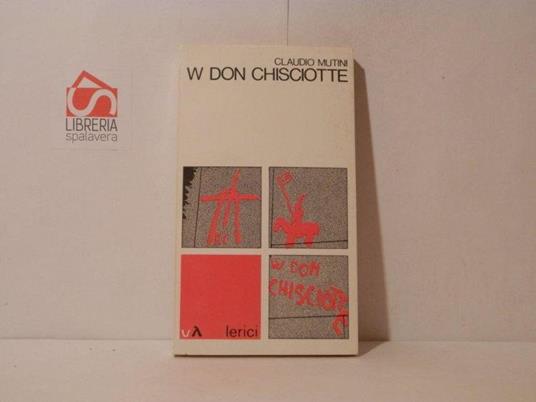 LIBRERIA
spalavera
CLAUDIO MUTINI
W DON CHISCIOTTE
W DON
CHISCIOTTE
lerici